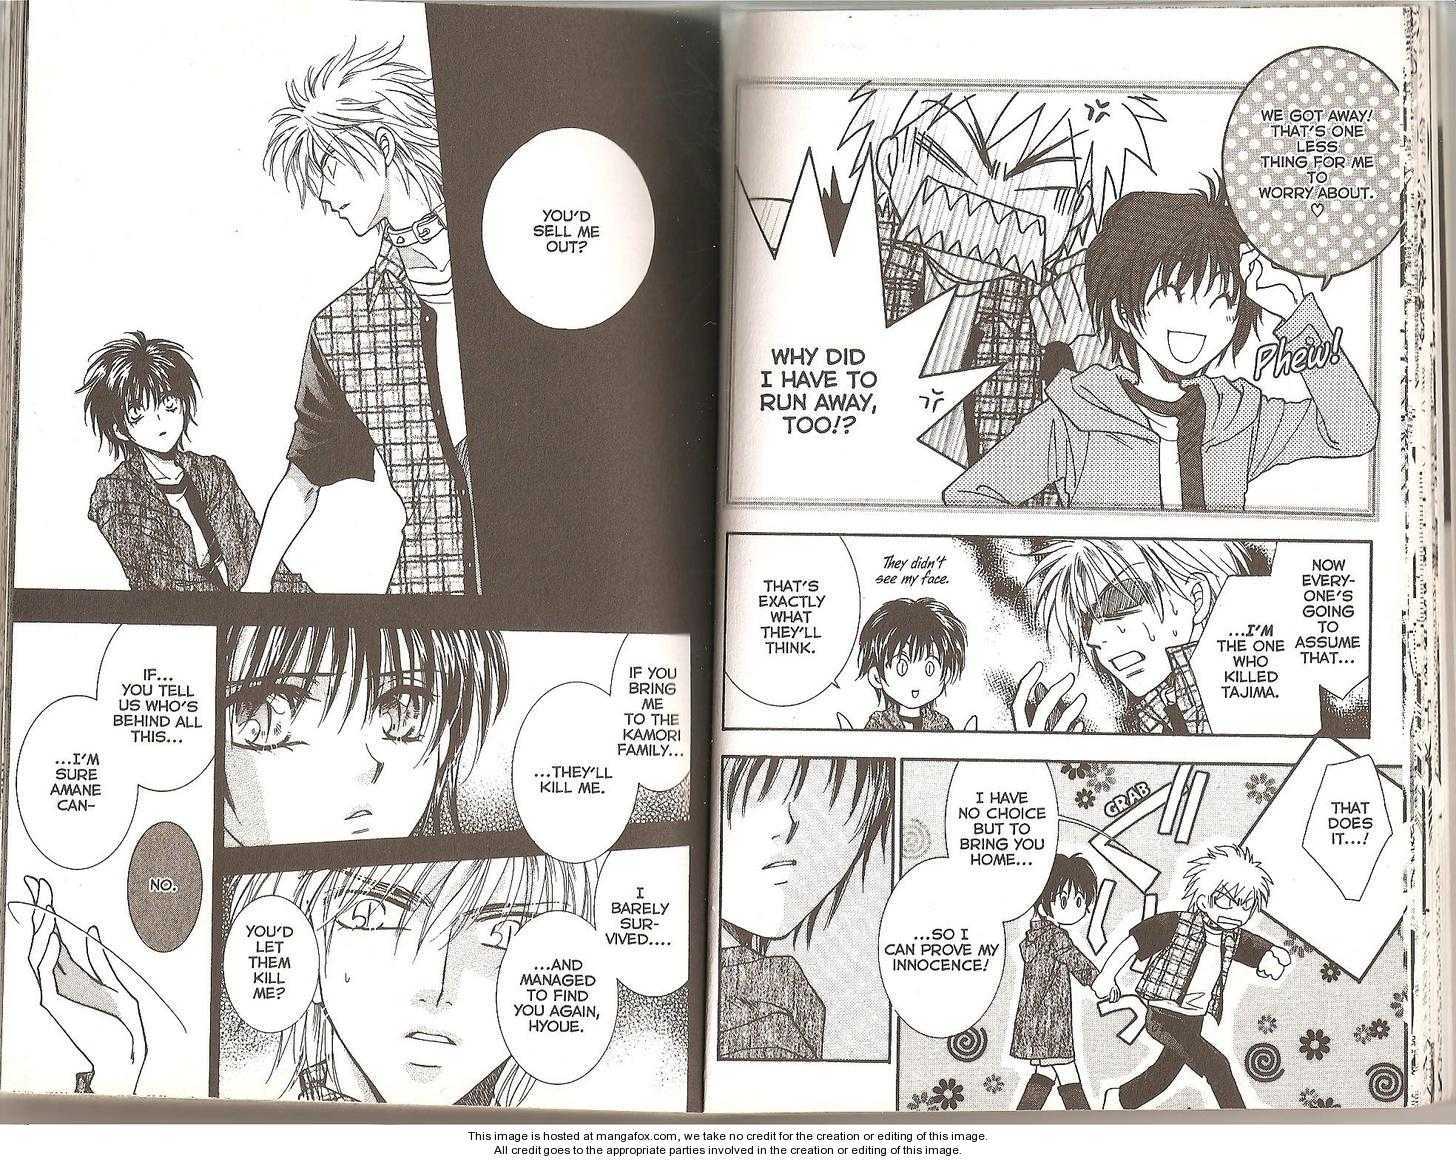 WE GOT AWAY!
THAT'S ONE
LESS
THING FOR ME
TO
WORRY ABOUT.
♡
Phew!
WHY DID
I HAVE TO
RUN AWAY,
TOO!?
NOW
EVERY-
ONE'S
GOING
TO
ASSUME
THAT...
...I'M
THE ONE
WHO
KILLED
TAJIMA.
They didn't
see my face.
THAT'S
EXACTLY
WHAT
THEY'LL
THINK.
THAT
DOES
IT...!
GRAB
I HAVE
NO CHOICE
BUT TO
BRING YOU
HOME...
...SO I
CAN PROVE MY
INNOCENCE!
YOU'D
SELL ME
OUT?
IF YOU
BRING
ME
TO THE
KAMORI
FAMILY...
...THEY'LL
KILL ME.
I
BARELY
SUR-
VIVED....
...AND
MANAGED
TO FIND
YOU AGAIN,
HYOUE.
YOU'D
LET
THEM
KILL
ME?
IF...
YOU TELL
US WHO'S
BEHIND ALL
THIS...
...I'M
SURE
AMANE
CAN-
NO.
This image is hosted at mangafox.com, we take no credit for the creation or editing of this image.
All credit goes to the appropriate parties involved in the creation or editing of this image.